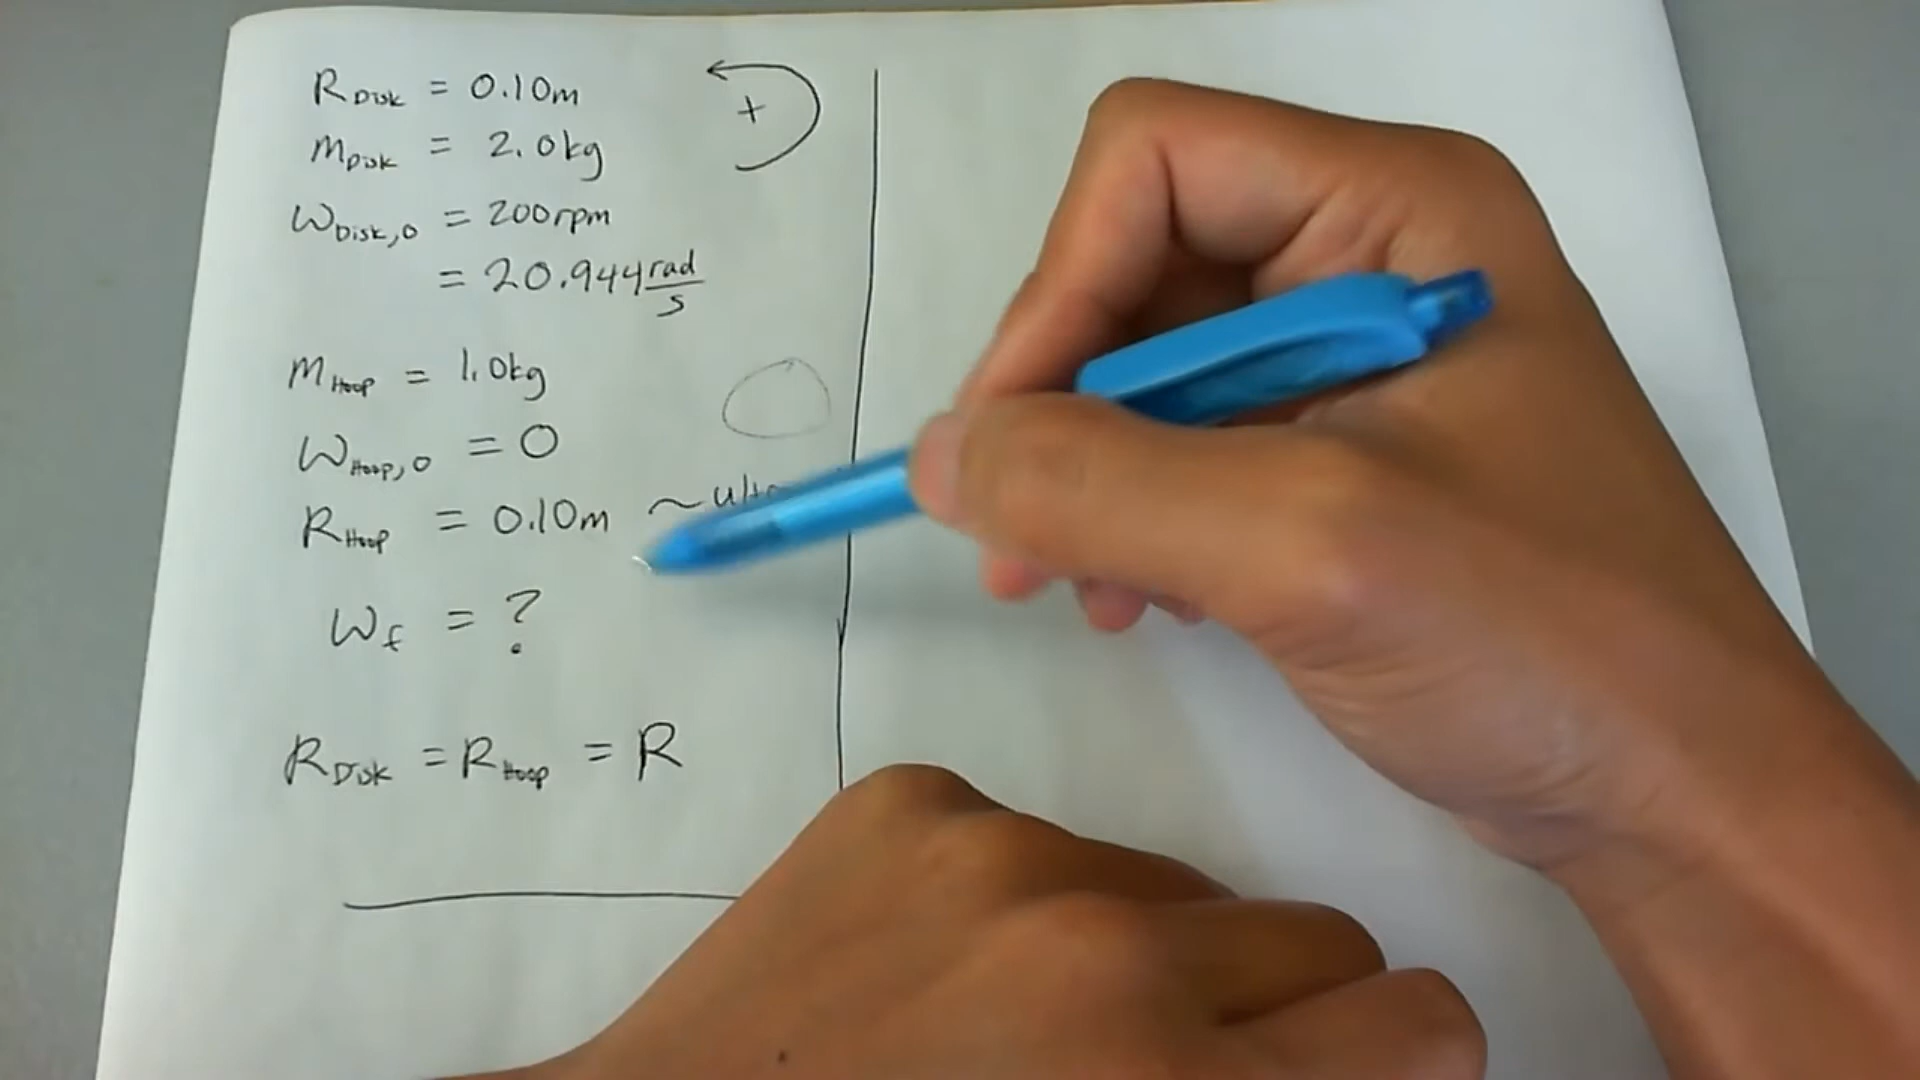 R_Disk = 0.10m
+
m_Disk = 2.0kg
ω_Disk,0 = 200rpm
= 20.944 rad/s
m_Hoop = 1.0kg
ω_Hoop,0 = 0
R_Hoop = 0.10m ~
ω_f = ?
R_Disk = R_Hoop = R